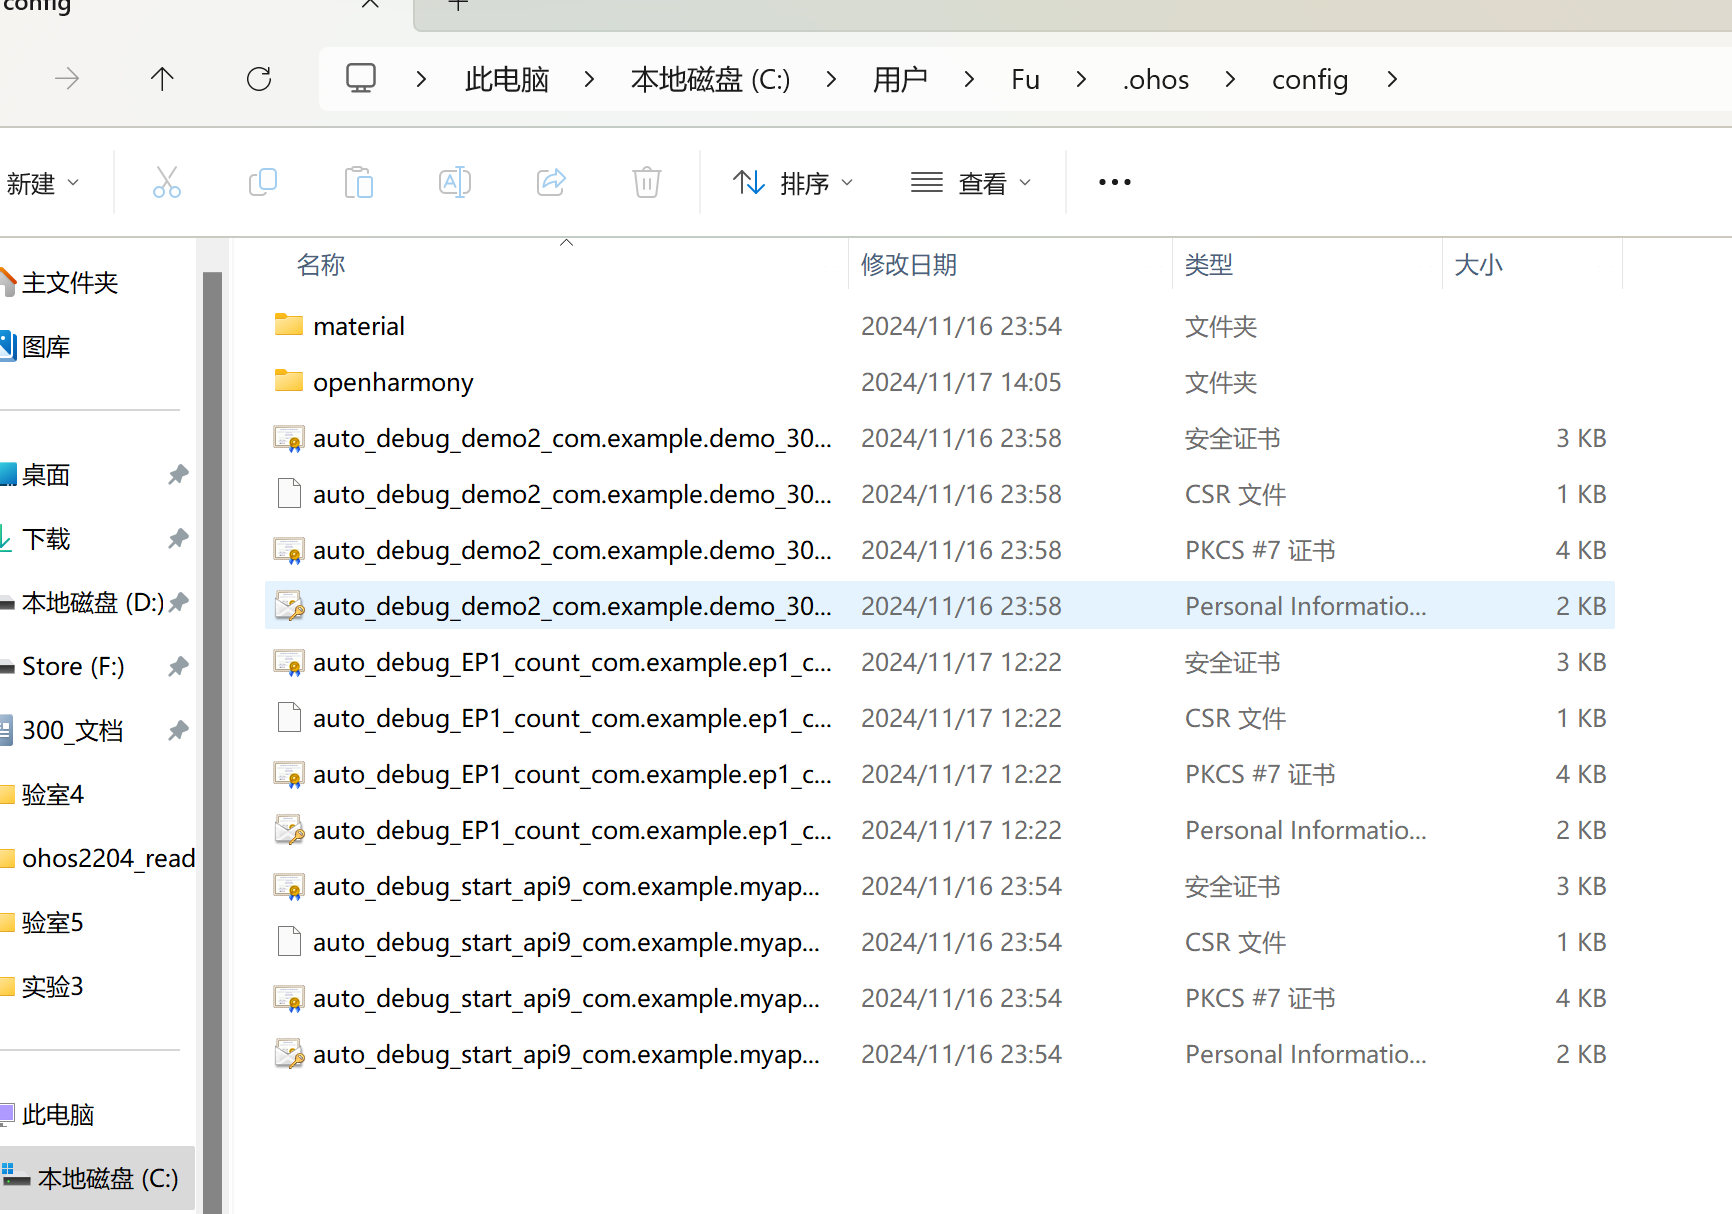 config
此电脑 本地磁盘 (C:) 用户 Fu .ohos config
新建 排序 查看
名称 修改日期 类型 大小
主文件夹
图库
桌面
下载
本地磁盘 (D:)
Store (F:)
300_文档
验室4
ohos2204_read
验室5
实验3
此电脑
本地磁盘 (C:)
material 2024/11/16 23:54 文件夹
openharmony 2024/11/17 14:05 文件夹
auto_debug_demo2_com.example.demo_30... 2024/11/16 23:58 安全证书 3 KB
auto_debug_demo2_com.example.demo_30... 2024/11/16 23:58 CSR 文件 1 KB
auto_debug_demo2_com.example.demo_30... 2024/11/16 23:58 PKCS #7 证书 4 KB
auto_debug_demo2_com.example.demo_30... 2024/11/16 23:58 Personal Informatio... 2 KB
auto_debug_EP1_count_com.example.ep1_c... 2024/11/17 12:22 安全证书 3 KB
auto_debug_EP1_count_com.example.ep1_c... 2024/11/17 12:22 CSR 文件 1 KB
auto_debug_EP1_count_com.example.ep1_c... 2024/11/17 12:22 PKCS #7 证书 4 KB
auto_debug_EP1_count_com.example.ep1_c... 2024/11/17 12:22 Personal Informatio... 2 KB
auto_debug_start_api9_com.example.myap... 2024/11/16 23:54 安全证书 3 KB
auto_debug_start_api9_com.example.myap... 2024/11/16 23:54 CSR 文件 1 KB
auto_debug_start_api9_com.example.myap... 2024/11/16 23:54 PKCS #7 证书 4 KB
auto_debug_start_api9_com.example.myap... 2024/11/16 23:54 Personal Informatio... 2 KB